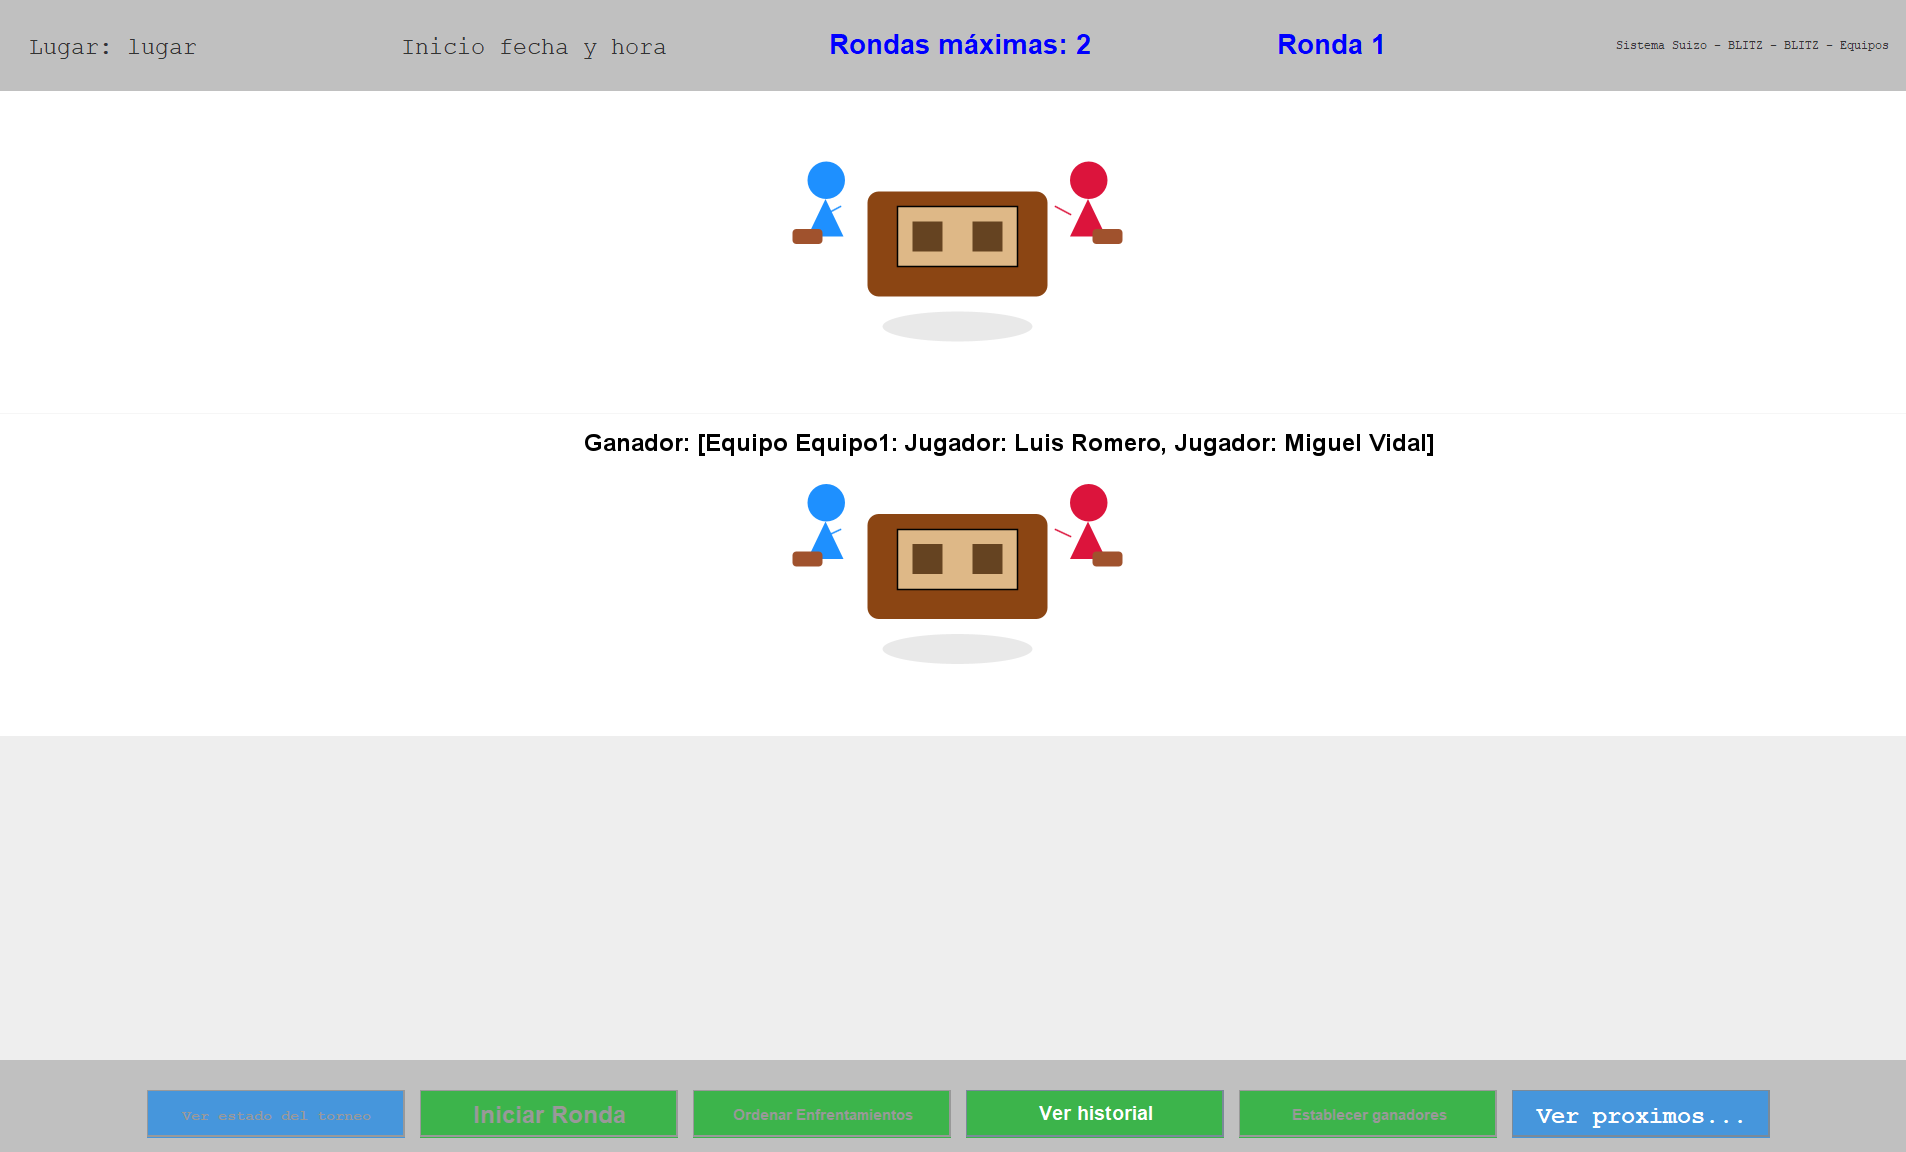 Lugar: lugar
Inicio fecha y hora
Rondas máximas: 2
Ronda 1
Sistema Suizo - BLITZ - BLITZ - Equipos
Ganador: [Equipo Equipo1: Jugador: Luis Romero, Jugador: Miguel Vidal]
Ver estado del torneo
Iniciar Ronda
Ordenar Enfrentamientos
Ver historial
Establecer ganadores
Ver proximos...